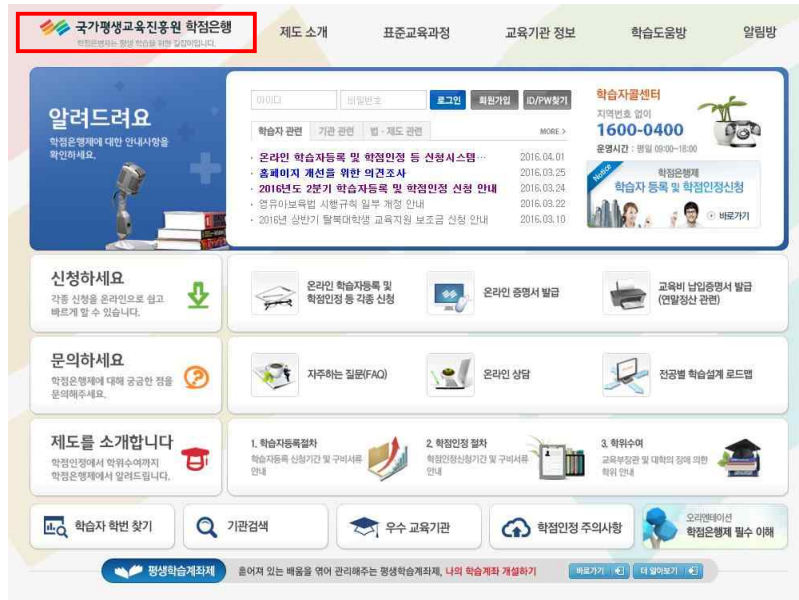 국가평생교육진흥원 학점은행
학점은행제는 평생 학습을 위한 길잡이입니다.
제도 소개
표준교육과정
교육기관 정보
학습도움방
알림방
알려드려요
학점은행제에 대한 안내사항을
확인하세요.
아이디
비밀번호
로그인
회원가입
ID/PW찾기
학습자 관련
기관 관련
법 · 제도 관련
MORE >
· 온라인 학습자등록 및 학점인정 등 신청시스템… 2016.04.01
· 홈페이지 개선을 위한 의견조사 2016.03.25
· 2016년도 2분기 학습자등록 및 학점인정 신청 안내 2016.03.24
· 영유아보육법 시행규칙 일부 개정 안내 2016.03.22
· 2016년 상반기 탈북대학생 교육지원 보조금 신청 안내 2016.03.10
학습자콜센터
지역번호 없이
1600-0400
운영시간 : 평일 09:00~18:00
Notice
학점은행제
학습자 등록 및 학점인정신청
바로가기
신청하세요
각종 신청을 온라인으로 쉽고
빠르게 할 수 있습니다.
온라인 학습자등록 및
학점인정 등 각종 신청
온라인 증명서 발급
교육비 납입증명서 발급
(연말정산 관련)
문의하세요
학점은행제에 대해 궁금한 점을
문의해주세요.
자주하는 질문(FAQ)
온라인 상담
전공별 학습설계 로드맵
제도를 소개합니다
학점인정에서 학위수여까지
학점은행제에서 알려드립니다.
1. 학습자등록절차
학습자등록 신청기간 및 구비서류
안내
2. 학점인정 절차
학점인정신청기간 및 구비서류
안내
3. 학위수여
교육부장관 및 대학의 장에 의한
학위 안내
학습자 학번 찾기
기관검색
우수 교육기관
학점인정 주의사항
오리엔테이션
학점은행제 필수 이해
평생학습계좌제
흩어져 있는 배움을 엮어 관리해주는 평생학습계좌제, 나의 학습계좌 개설하기
바로가기
더 알아보기